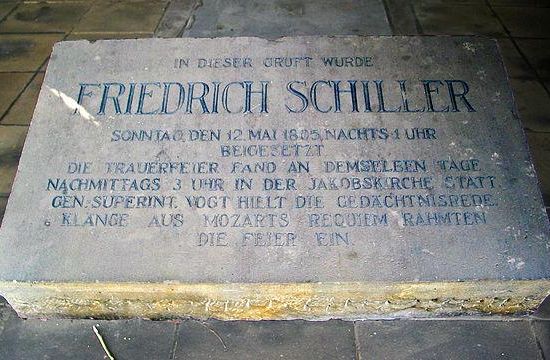 IN DIESER GRUFT WURDE
FRIEDRICH SCHILLER
SONNTAG, DEN 12. MAI 1805, NACHTS 1 UHR
BEIGESETZT
DIE TRAUERFEIER FAND AN DEMSELBEN TAGE
NACHMITTAGS 3 UHR IN DER JAKOBSKIRCHE STATT
GEN. SUPERINT. VOGT HIELT DIE GEDÄCHTNISREDE.
KLÄNGE AUS MOZARTS REQUIEM RAHMTEN
DIE FEIER EIN.